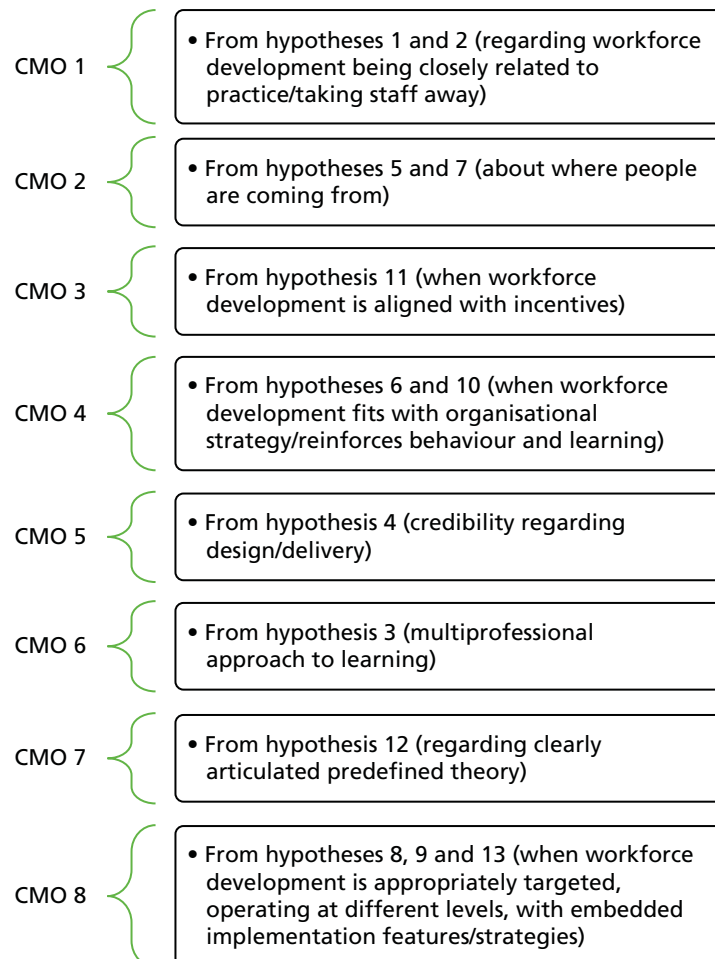 CMO 1
• From hypotheses 1 and 2 (regarding workforce
development being closely related to
practice/taking staff away)
CMO 2
• From hypotheses 5 and 7 (about where people
are coming from)
CMO 3
• From hypothesis 11 (when workforce
development is aligned with incentives)
CMO 4
• From hypotheses 6 and 10 (when workforce
development fits with organisational
strategy/reinforces behaviour and learning)
CMO 5
• From hypothesis 4 (credibility regarding
design/delivery)
CMO 6
• From hypothesis 3 (multiprofessional
approach to learning)
CMO 7
• From hypothesis 12 (regarding clearly
articulated predefined theory)
CMO 8
• From hypotheses 8, 9 and 13 (when workforce
development is appropriately targeted,
operating at different levels, with embedded
implementation features/strategies)